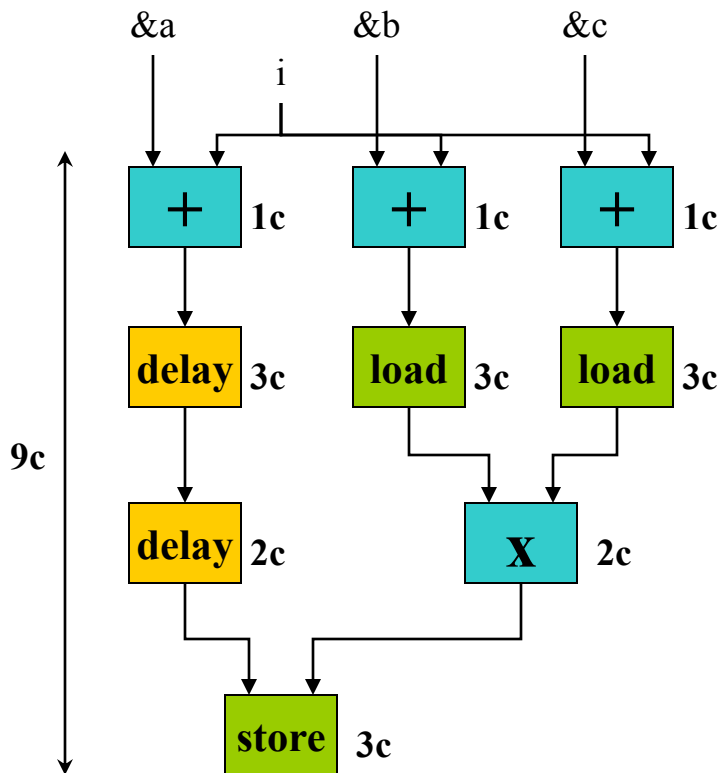 &a &b &c
i
+ 1c + 1c + 1c
delay 3c load 3c load 3c
9c
delay 2c x 2c
store 3c